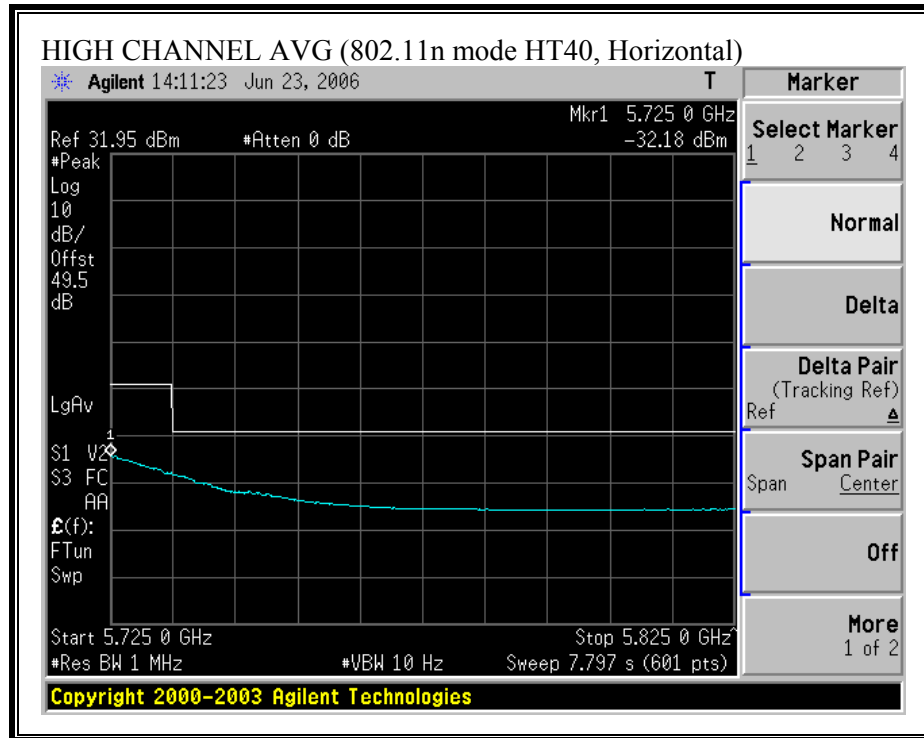 HIGH CHANNEL AVG (802.11n mode HT40, Horizontal)
Agilent 14:11:23 Jun 23, 2006 T
Mkr1 5.725 0 GHz
Ref 31.95 dBm #Atten 0 dB -32.18 dBm
#Peak
Log
10
dB/
Offst
49.5
dB
LgAv
1
S1 V2
S3 FC
AA
£(f):
FTun
Swp
Start 5.725 0 GHz Stop 5.825 0 GHz^
#Res BW 1 MHz #VBW 10 Hz Sweep 7.797 s (601 pts)
Marker
Select Marker
1 2 3 4
Normal
Delta
Delta Pair
(Tracking Ref)
Ref Δ
Span Pair
Span Center
Off
More
1 of 2
Copyright 2000-2003 Agilent Technologies